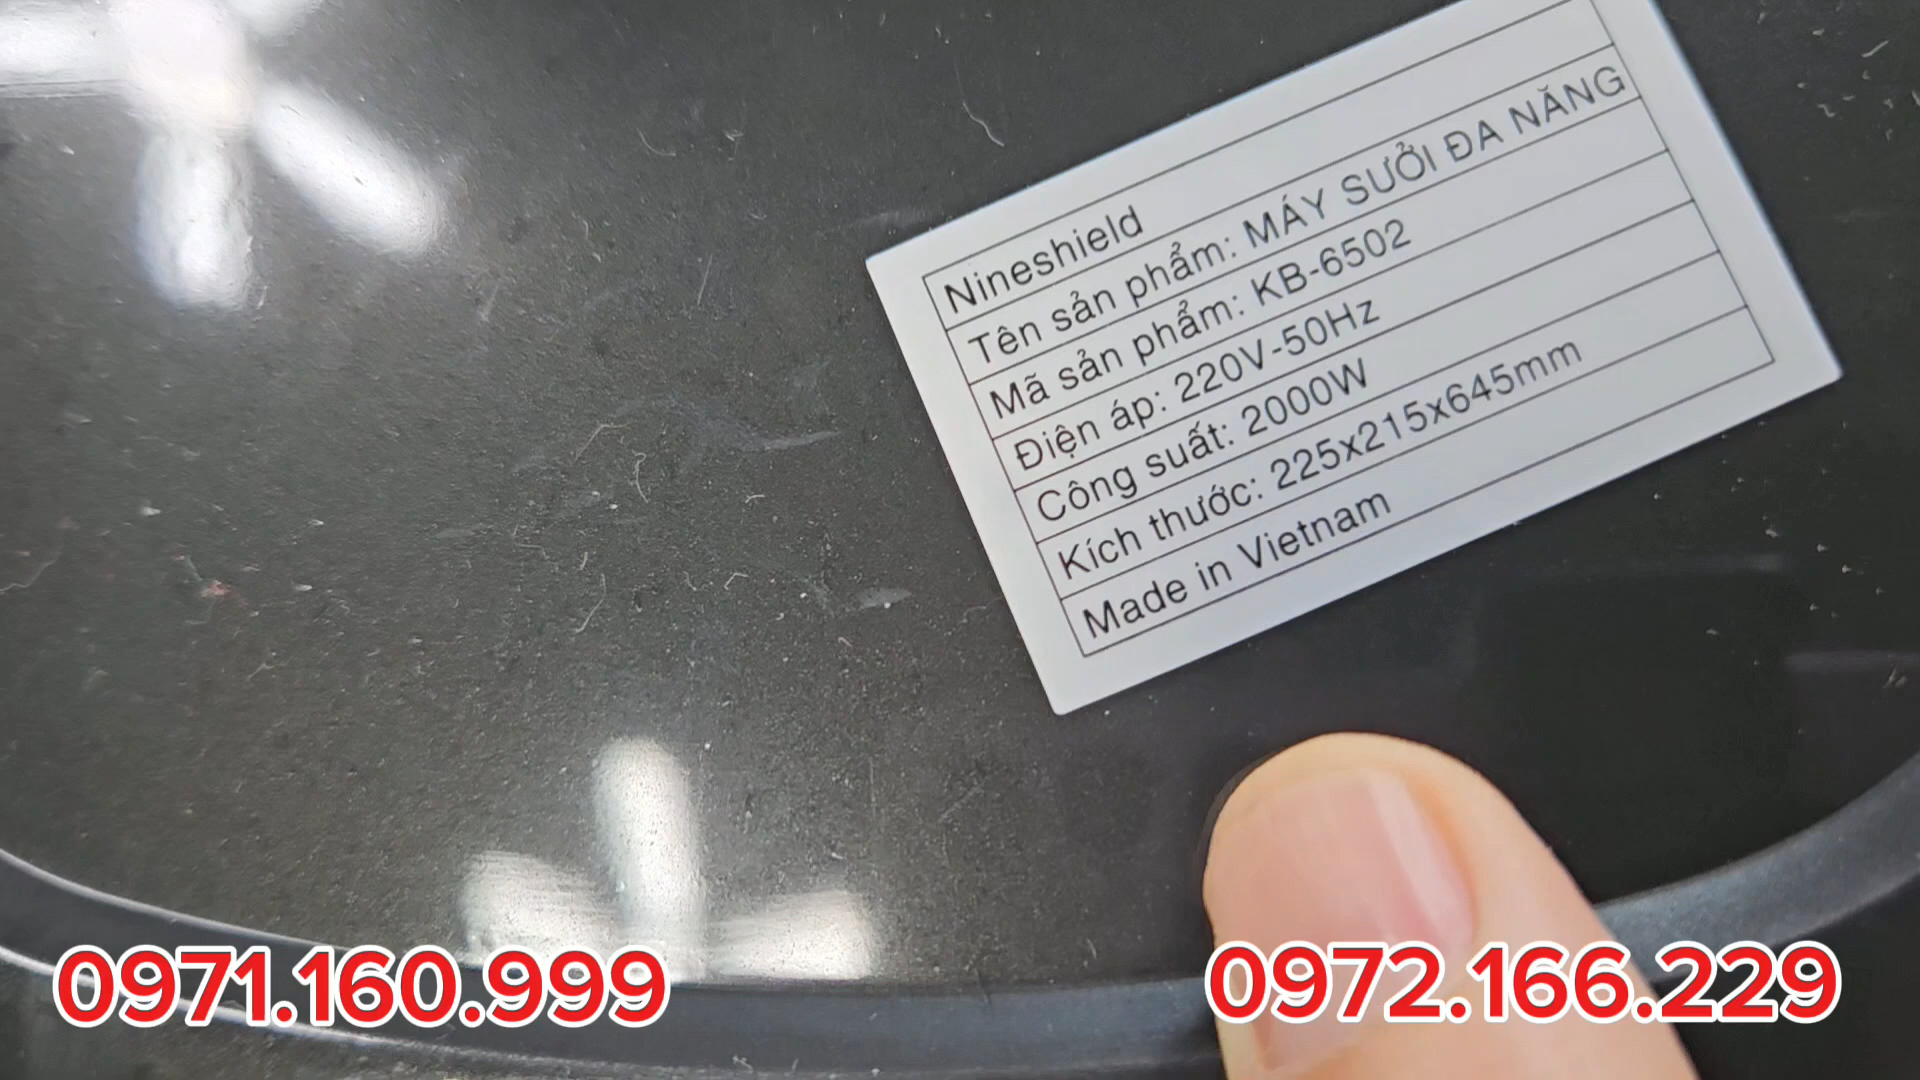 Nineshield
Tên sản phẩm: MÁY SƯỞI ĐA NĂNG
Mã sản phẩm: KB-6502
Điện áp: 220V-50Hz
Công suất: 2000W
Kích thước: 225x215x645mm
Made in Vietnam
0971.160.999
0972.166.229